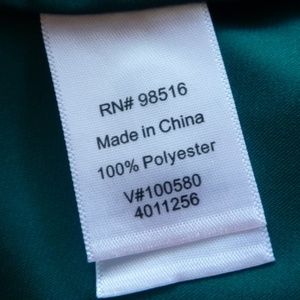 RN# 98516
Made in China
100% Polyester
V#100580
4011256